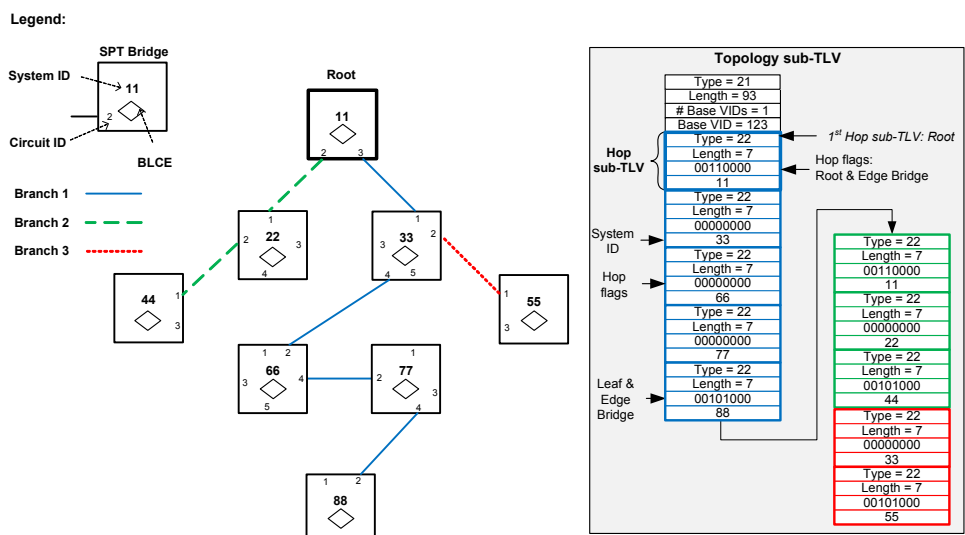 Legend:
SPT Bridge
System ID
11
2
Circuit ID
BLCE
Branch 1
Branch 2
Branch 3
Root
11
2 3
1
2 22 3
4
1
2
3 33
4 5
44 1
3
1
55
3
1 2
66
3 4
5
1
77
2
3
4
1 2
88
Topology sub-TLV
Type = 21
Length = 93
# Base VIDs = 1
Base VID = 123
Hop
sub-TLV
Type = 22
Length = 7
00110000
11
1st Hop sub-TLV: Root
Hop flags:
Root & Edge Bridge
System
ID
Type = 22
Length = 7
00000000
33
Hop
flags
Type = 22
Length = 7
00000000
66
Type = 22
Length = 7
00000000
77
Leaf &
Edge
Bridge
Type = 22
Length = 7
00101000
88
Type = 22
Length = 7
00110000
11
Type = 22
Length = 7
00000000
22
Type = 22
Length = 7
00101000
44
Type = 22
Length = 7
00000000
33
Type = 22
Length = 7
00101000
55